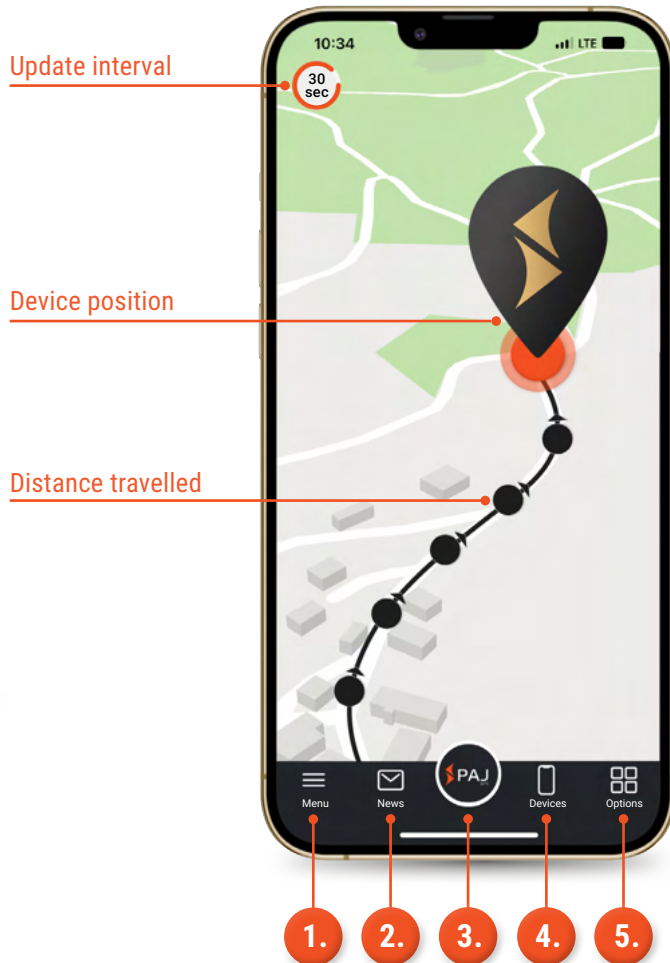 10:34
LTE
Update interval
30
sec
Device position
Distance travelled
PAJ
Menu
News
Devices
Options
1.
2.
3.
4.
5.